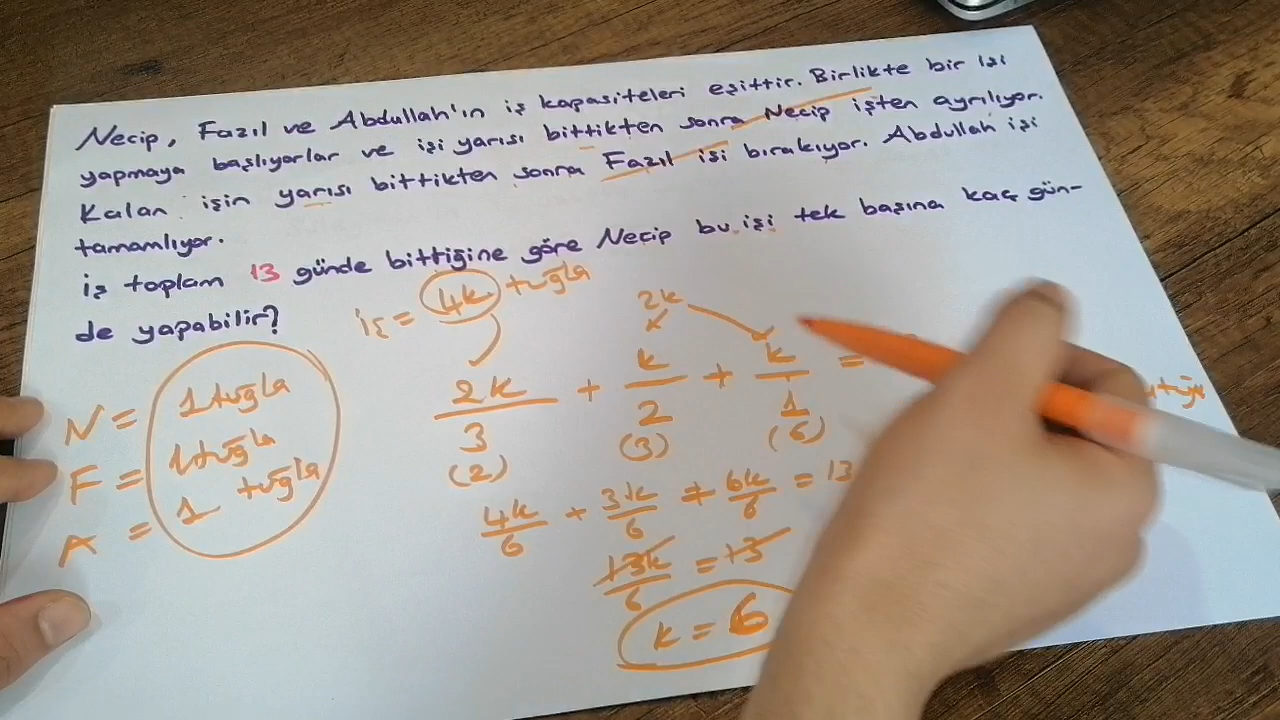 Necip, Fazıl ve Abdullah'ın iş kapasiteleri eşittir. Birlikte bir işi
yapmaya başlıyorlar ve işi yarısı bittikten sonra Necip işten ayrılıyor.
Kalan işin yarısı bittikten sonra Fazıl işi bırakıyor. Abdullah işi
tamamlıyor.
İş toplam 13 günde bittiğine göre Necip bu işi tek başına kaç gün-
de yapabilir?
iş = 4k tuğla
2k
N = 1 tuğla
F = 1 tuğla
A = 1 tuğla
2k/3 + k/2 + k/1 =
(2) (3) (6)
4k/6 + 3k/6 + 6k/6 = 13
13k/6 = 13
k = 6